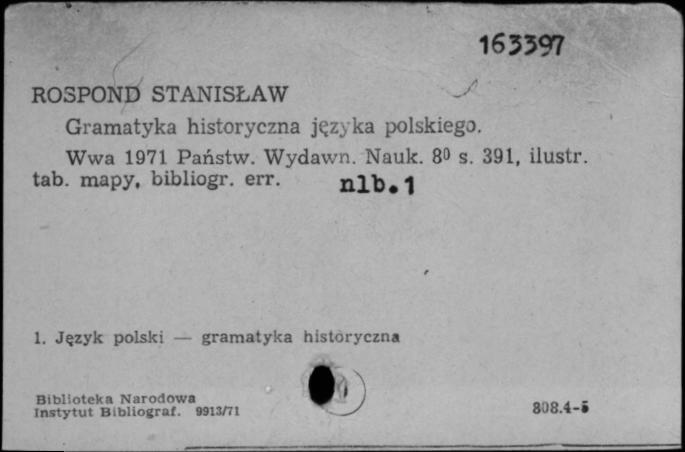 163397
ROSPOND STANISŁAW
Gramatyka historyczna języka polskiego.
Wwa 1971 Państw. Wydawn. Nauk. 8⁰ s. 391, ilustr.
tab. mapy, bibliogr. err. nlb.1
1. Język polski — gramatyka historyczna
Biblioteka Narodowa
Instytut Bibliograf. 9913/71
808.4-5